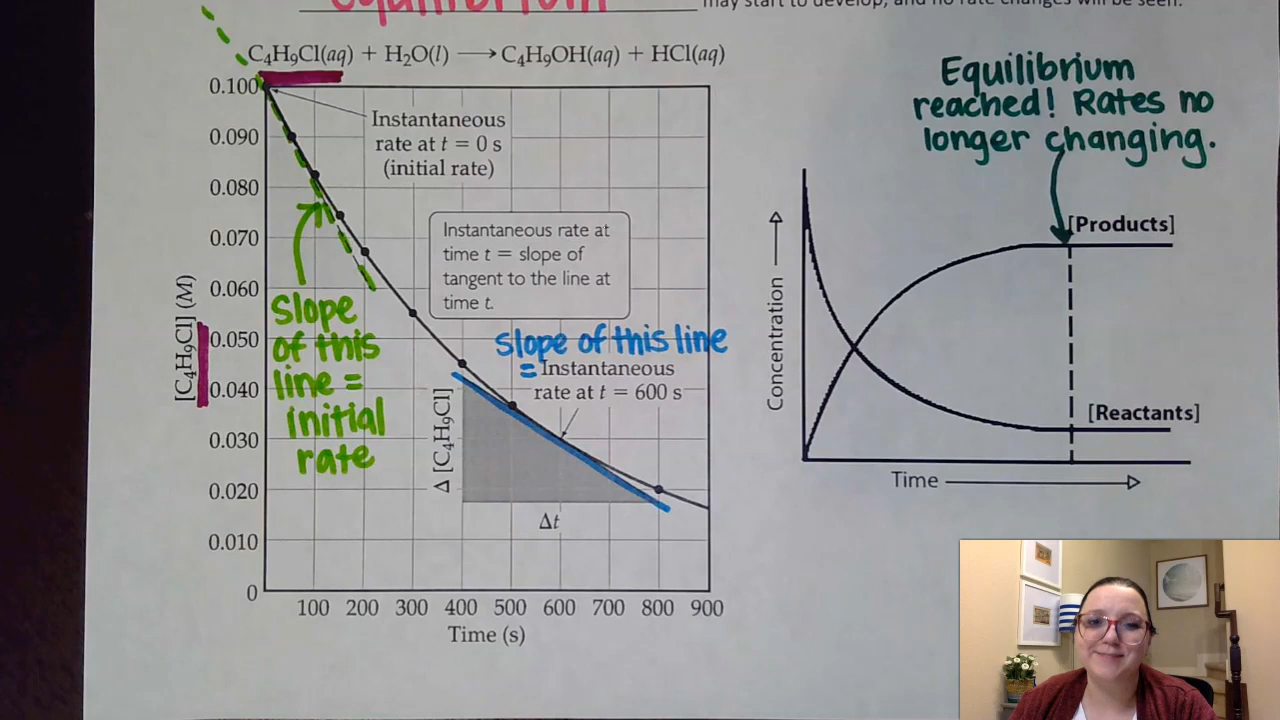 equilibrium may start to develop, and no rate changes will be seen.
C₄H₉Cl(aq) + H₂O(l) ⟶ C₄H₉OH(aq) + HCl(aq)
0.100
0.090
0.080
0.070
0.060
0.050
0.040
0.030
0.020
0.010
0
[C₄H₉Cl] (M)
Instantaneous
rate at t = 0 s
(initial rate)
Instantaneous rate at
time t = slope of
tangent to the line at
time t.
Slope
of this
line =
initial
rate
slope of this line
= Instantaneous
rate at t = 600 s
Δ [C₄H₉Cl]
Δt
100 200 300 400 500 600 700 800 900
Time (s)
Equilibrium
reached! Rates no
longer changing.
[Products]
[Reactants]
Concentration
Time